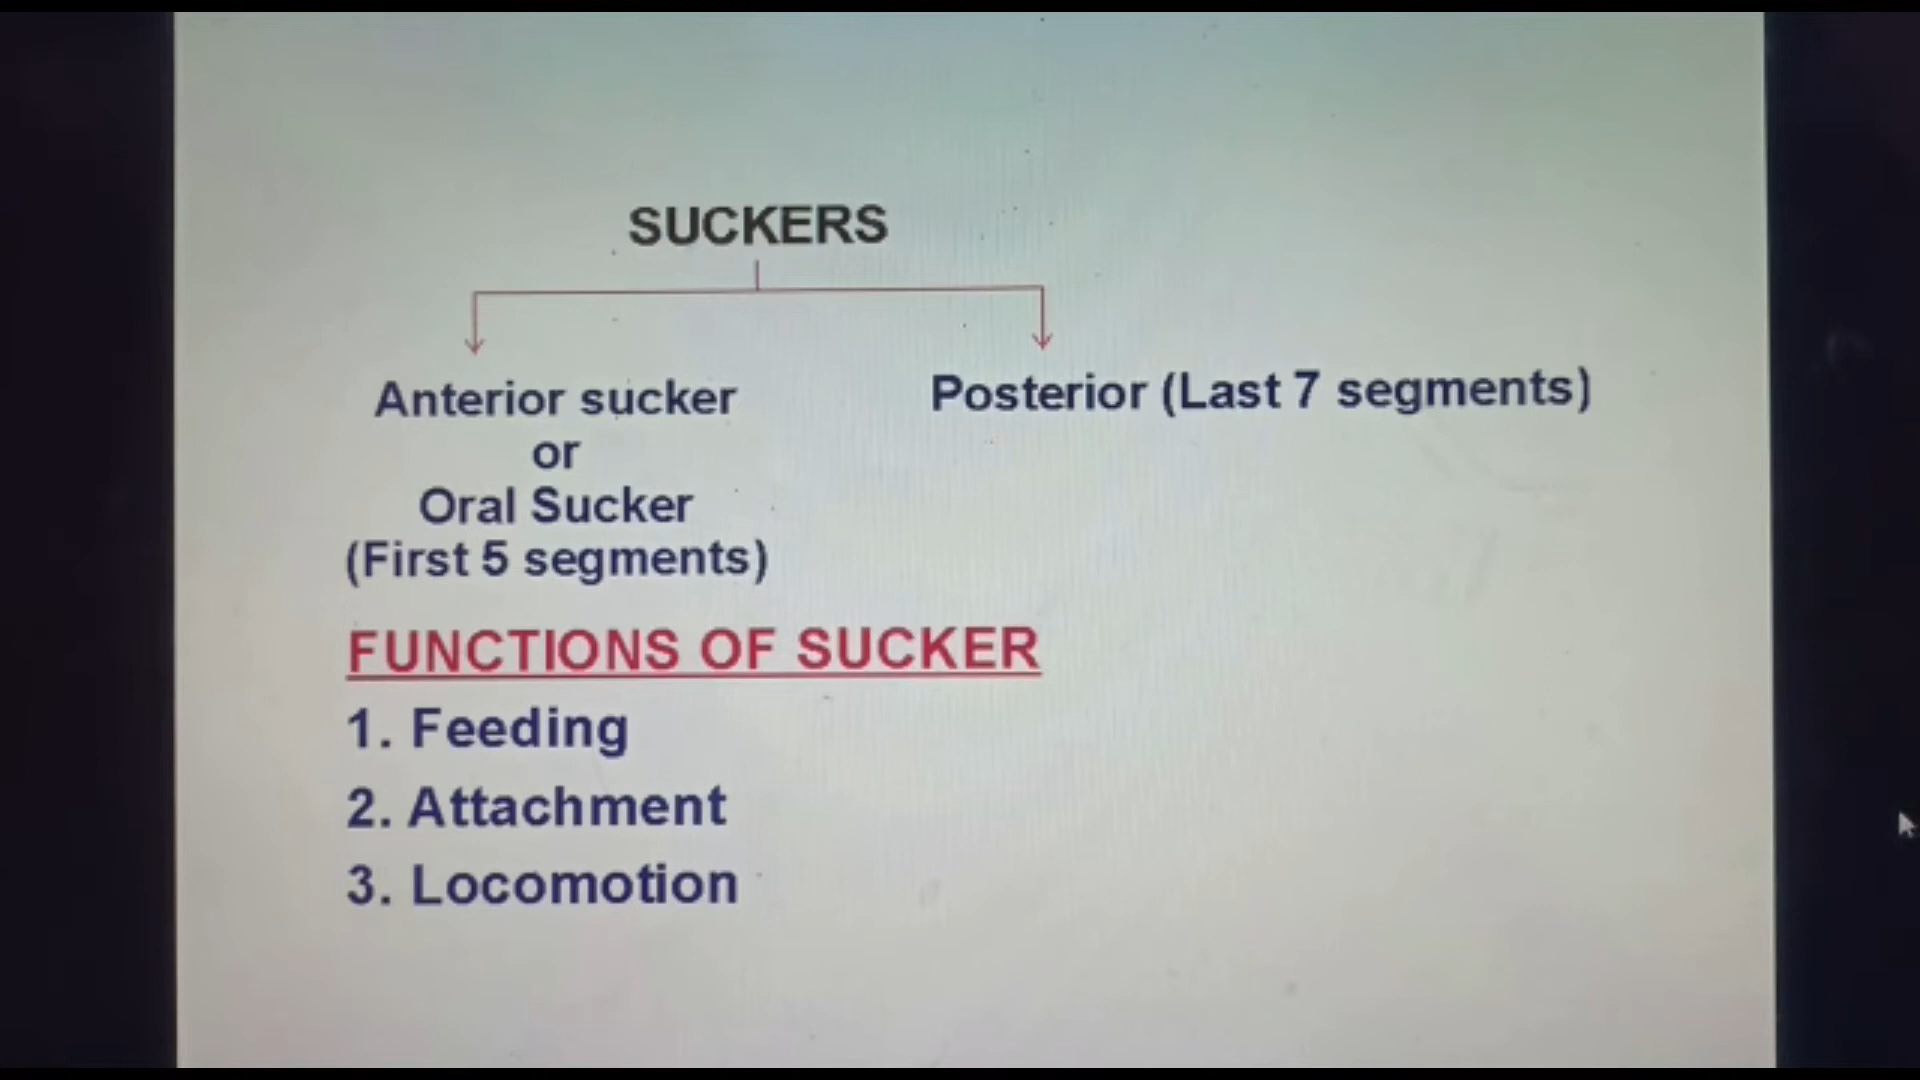 SUCKERS
Anterior sucker
or
Oral Sucker
(First 5 segments)
Posterior (Last 7 segments)
FUNCTIONS OF SUCKER
1. Feeding
2. Attachment
3. Locomotion